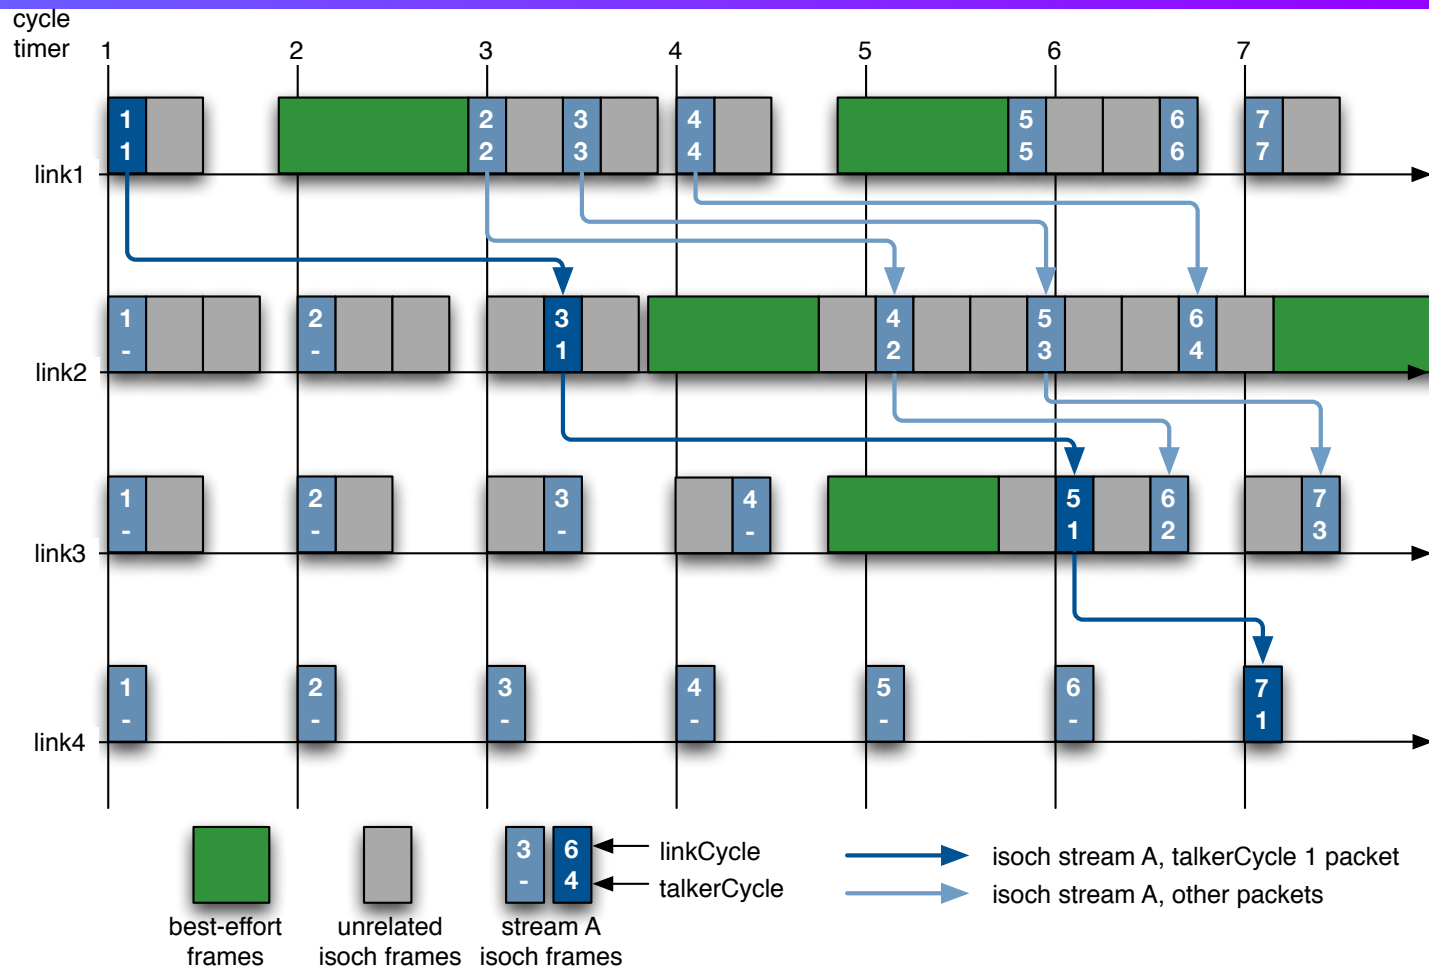 cycle
timer
1 2 3 4 5 6 7
1 2 3 4 5 6 7
1 2 3 4 5 6 7
link1
1 2 3 4 5 6
- - 1 2 3 4
link2
1 2 3 4 5 6 7
- - - - 1 2 3
link3
1 2 3 4 5 6 7
- - - - - - 1
link4
3 6 linkCycle
- 4 talkerCycle
isoch stream A, talkerCycle 1 packet
isoch stream A, other packets
best-effort
frames
unrelated
isoch frames
stream A
isoch frames